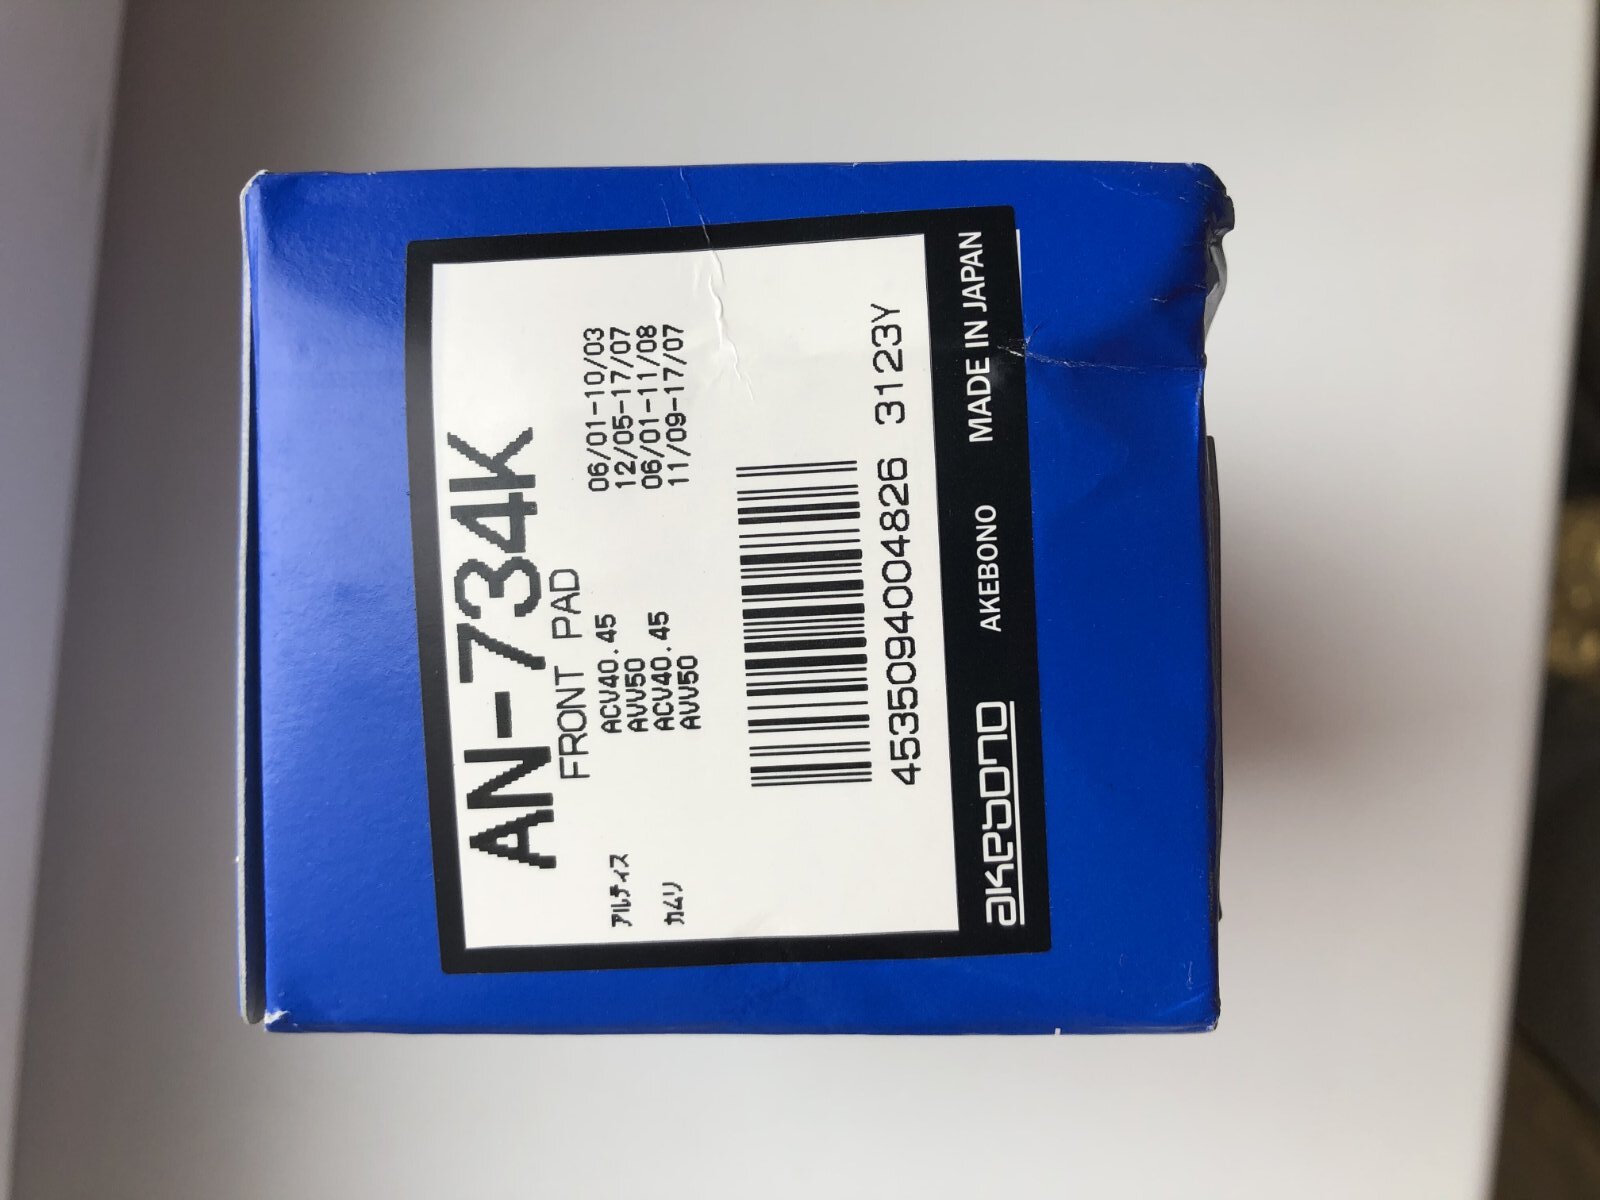 AN-734K
FRONT PAD
アルティス ACV40.45 06/01-10/03
AVV50 12/05-17/07
カムリ ACV40.45 06/01-11/08
AVV50 11/09-17/07
4535094004826 3123Y
akebono AKEBONO MADE IN JAPAN